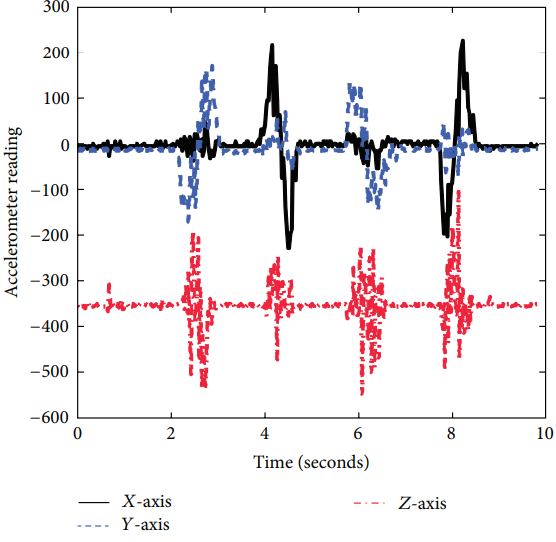 300
200
100
0
−100
−200
−300
−400
−500
−600
Accelerometer reading
0 2 4 6 8 10
Time (seconds)
X-axis
Y-axis
Z-axis